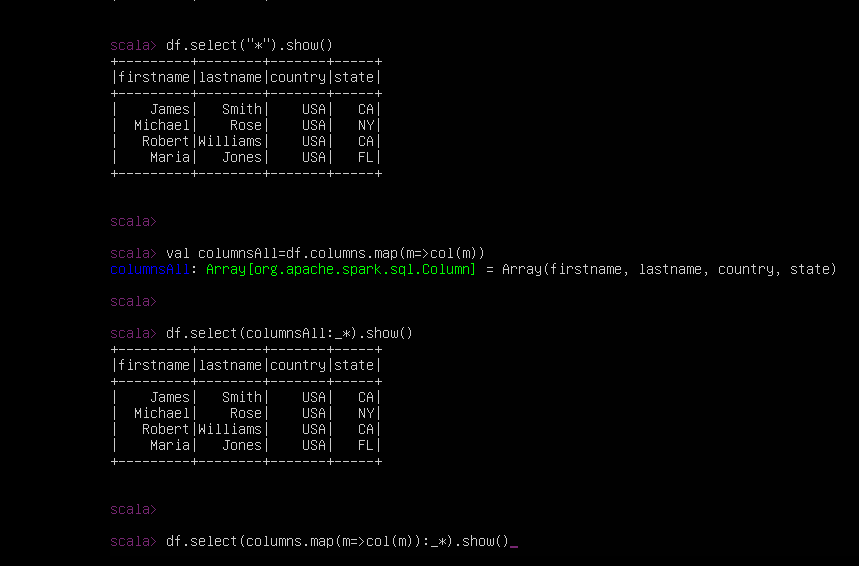 scala> df.select("*").show()
+---------+--------+-------+-----+
|firstname|lastname|country|state|
+---------+--------+-------+-----+
|    James|   Smith|    USA|   CA|
|  Michael|    Rose|    USA|   NY|
|   Robert|Williams|    USA|   CA|
|    Maria|   Jones|    USA|   FL|
+---------+--------+-------+-----+
scala>
scala> val columnsAll=df.columns.map(m=>col(m))
columnsAll: Array[org.apache.spark.sql.Column] = Array(firstname, lastname, country, state)
scala>
scala> df.select(columnsAll:_*).show()
+---------+--------+-------+-----+
|firstname|lastname|country|state|
+---------+--------+-------+-----+
|    James|   Smith|    USA|   CA|
|  Michael|    Rose|    USA|   NY|
|   Robert|Williams|    USA|   CA|
|    Maria|   Jones|    USA|   FL|
+---------+--------+-------+-----+
scala>
scala> df.select(columns.map(m=>col(m)):_*).show()_